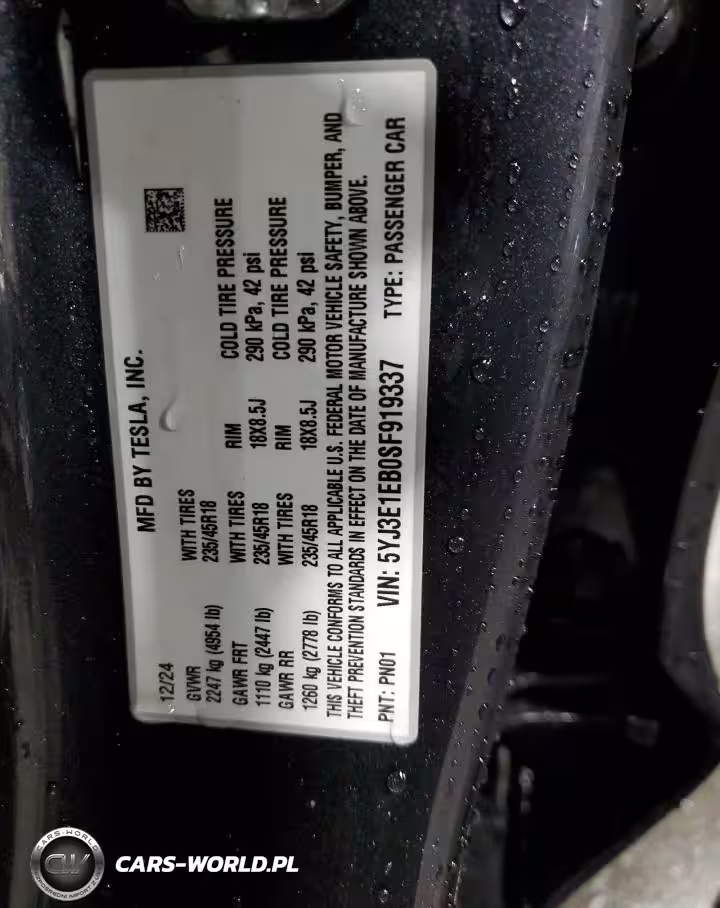 MFD BY TESLA, INC.
12/24
GVWR WITH TIRES
2247 kg (4954 lb) 235/45R18
GAWR FRT WITH TIRES RIM COLD TIRE PRESSURE
1110 kg (2447 lb) 235/45R18 18X8.5J 290 kPa, 42 psi
GAWR RR WITH TIRES RIM COLD TIRE PRESSURE
1260 kg (2778 lb) 235/45R18 18X8.5J 290 kPa, 42 psi
THIS VEHICLE CONFORMS TO ALL APPLICABLE U.S. FEDERAL MOTOR VEHICLE SAFETY, BUMPER, AND
THEFT PREVENTION STANDARDS IN EFFECT ON THE DATE OF MANUFACTURE SHOWN ABOVE.
PNT: PN01 VIN: 5YJ3E1EB0SF919337 TYPE: PASSENGER CAR
CARS-WORLD
CW
CARS-WORLD.PL